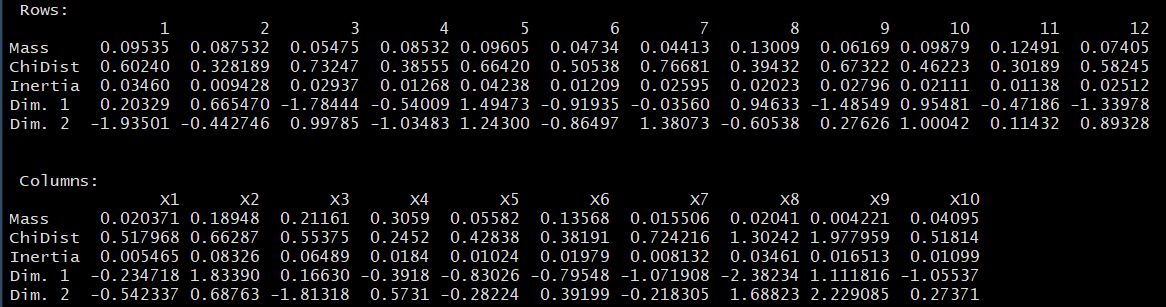 Rows:
1 2 3 4 5 6 7 8 9 10 11 12
Mass 0.09535 0.087532 0.05475 0.08532 0.09605 0.04734 0.04413 0.13009 0.06169 0.09879 0.12491 0.07405
ChiDist 0.60240 0.328189 0.73247 0.38555 0.66420 0.50538 0.76681 0.39432 0.67322 0.46223 0.30189 0.58245
Inertia 0.03460 0.009428 0.02937 0.01268 0.04238 0.01209 0.02595 0.02023 0.02796 0.02111 0.01138 0.02512
Dim. 1 0.20329 0.665470 -1.78444 -0.54009 1.49473 -0.91935 -0.03560 0.94633 -1.48549 0.95481 -0.47186 -1.33978
Dim. 2 -1.93501 -0.442746 0.99785 -1.03483 1.24300 -0.86497 1.38073 -0.60538 0.27626 1.00042 0.11432 0.89328
Columns:
x1 x2 x3 x4 x5 x6 x7 x8 x9 x10
Mass 0.020371 0.18948 0.21161 0.3059 0.05582 0.13568 0.015506 0.02041 0.004221 0.04095
ChiDist 0.517968 0.66287 0.55375 0.2452 0.42838 0.38191 0.724216 1.30242 1.977959 0.51814
Inertia 0.005465 0.08326 0.06489 0.0184 0.01024 0.01979 0.008132 0.03461 0.016513 0.01099
Dim. 1 -0.234718 1.83390 0.16630 -0.3918 -0.83026 -0.79548 -1.071908 -2.38234 1.111816 -1.05537
Dim. 2 -0.542337 0.68763 -1.81318 0.5731 -0.28224 0.39199 -0.218305 1.68823 2.229085 0.27371